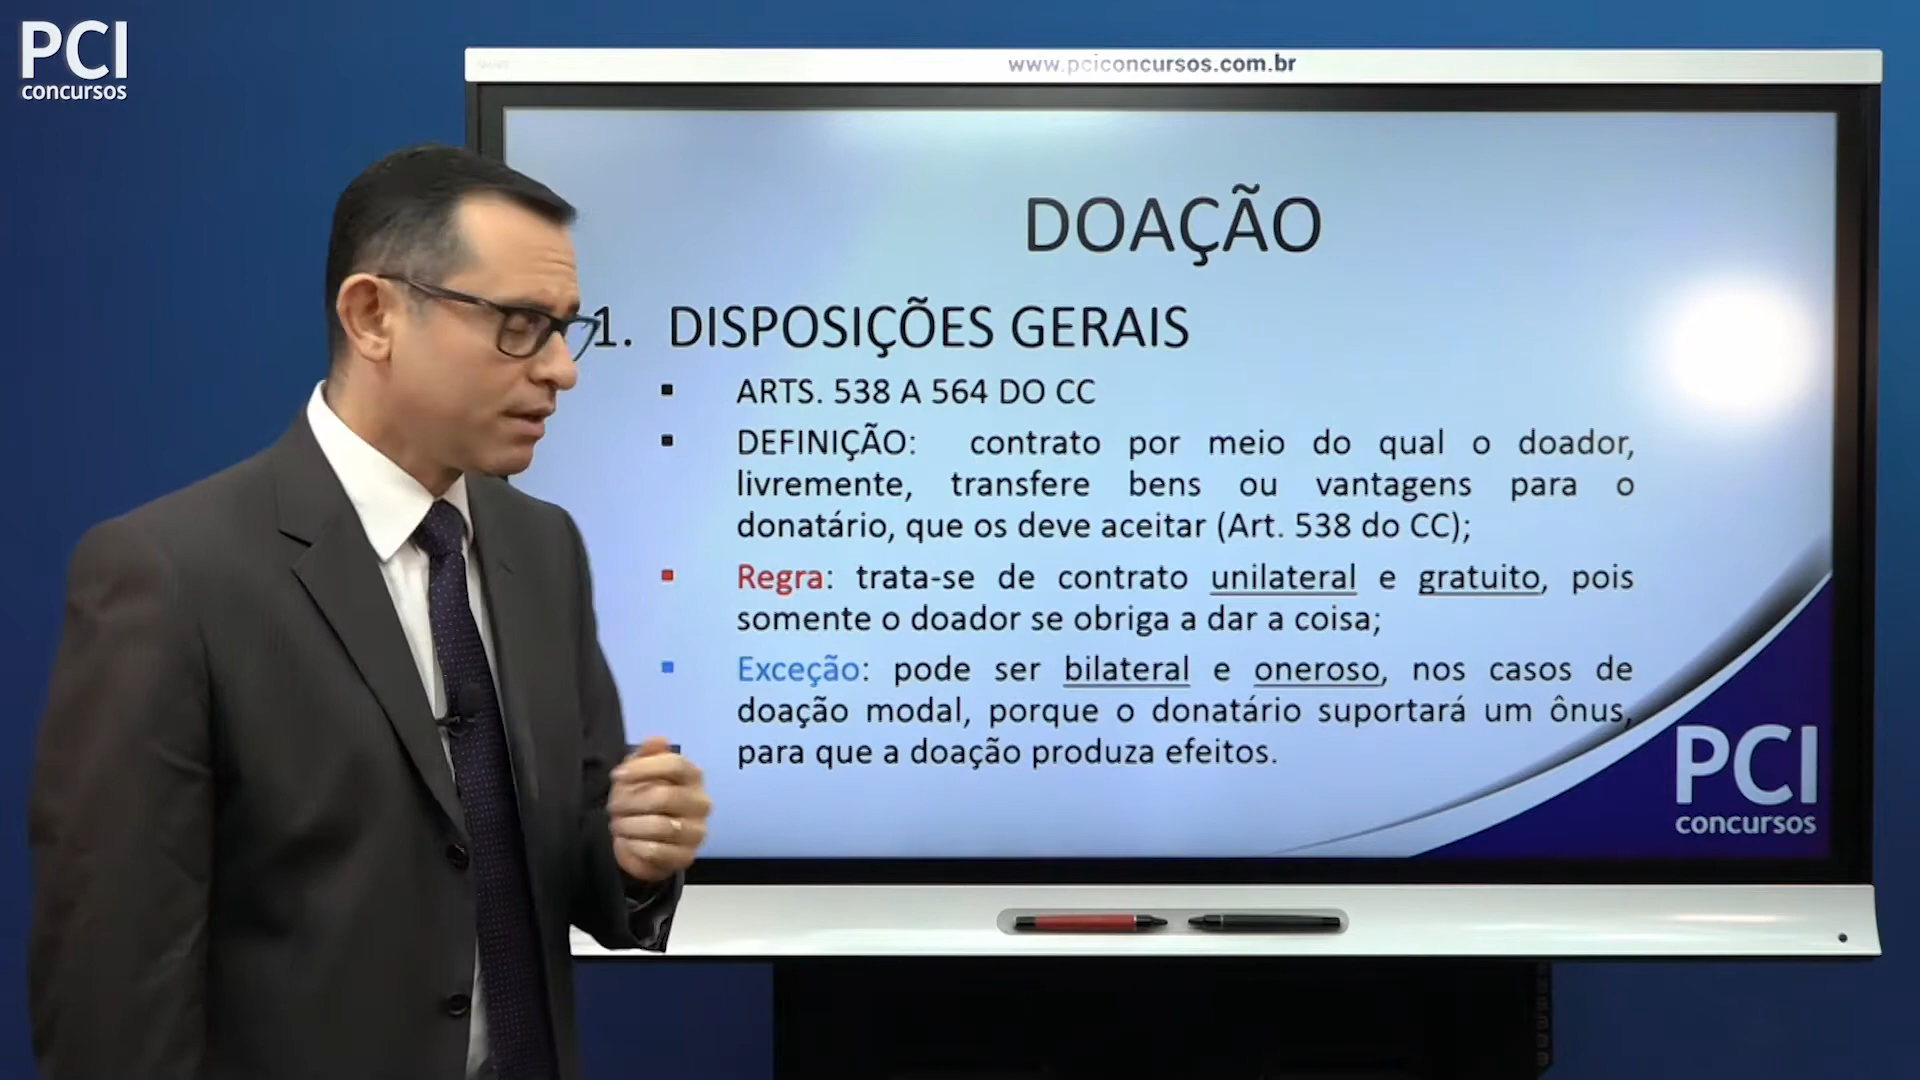 PCI
concursos
www.pciconcursos.com.br
DOAÇÃO
1. DISPOSIÇÕES GERAIS
▪ ARTS. 538 A 564 DO CC
▪ DEFINIÇÃO: contrato por meio do qual o doador,
livremente, transfere bens ou vantagens para o
donatário, que os deve aceitar (Art. 538 do CC);
▪ Regra: trata-se de contrato unilateral e gratuito, pois
somente o doador se obriga a dar a coisa;
▪ Exceção: pode ser bilateral e oneroso, nos casos de
doação modal, porque o donatário suportará um ônus,
para que a doação produza efeitos.
PCI
concursos